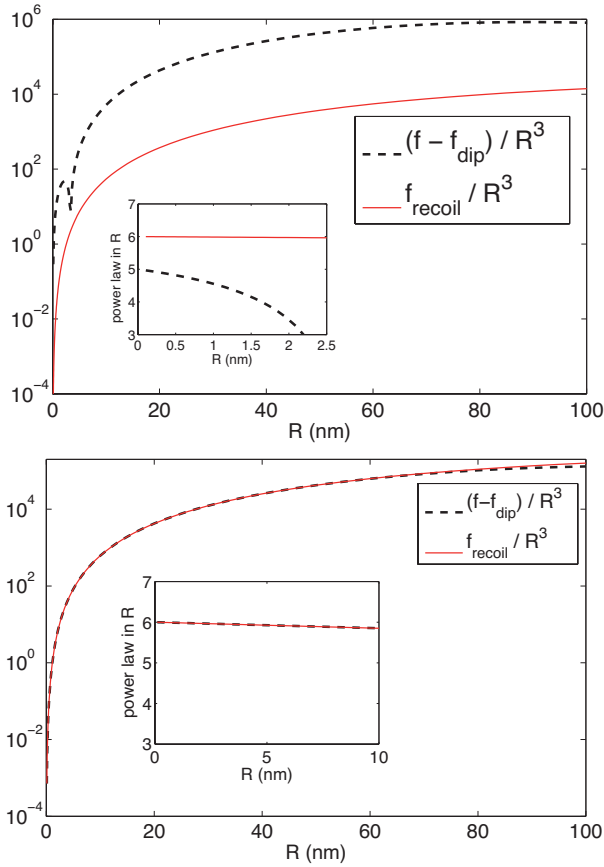 10^6
10^4
10^2
10^0
10^-2
10^-4
(f − f_dip) / R^3
f_recoil / R^3
7
6
5
4
3
power law in R
0 0.5 1 1.5 2 2.5
R (nm)
0 20 40 60 80 100
R (nm)
10^4
10^2
10^0
10^-2
10^-4
(f−f_dip) / R^3
f_recoil / R^3
7
6
5
4
3
power law in R
0 5 10
R (nm)
0 20 40 60 80 100
R (nm)